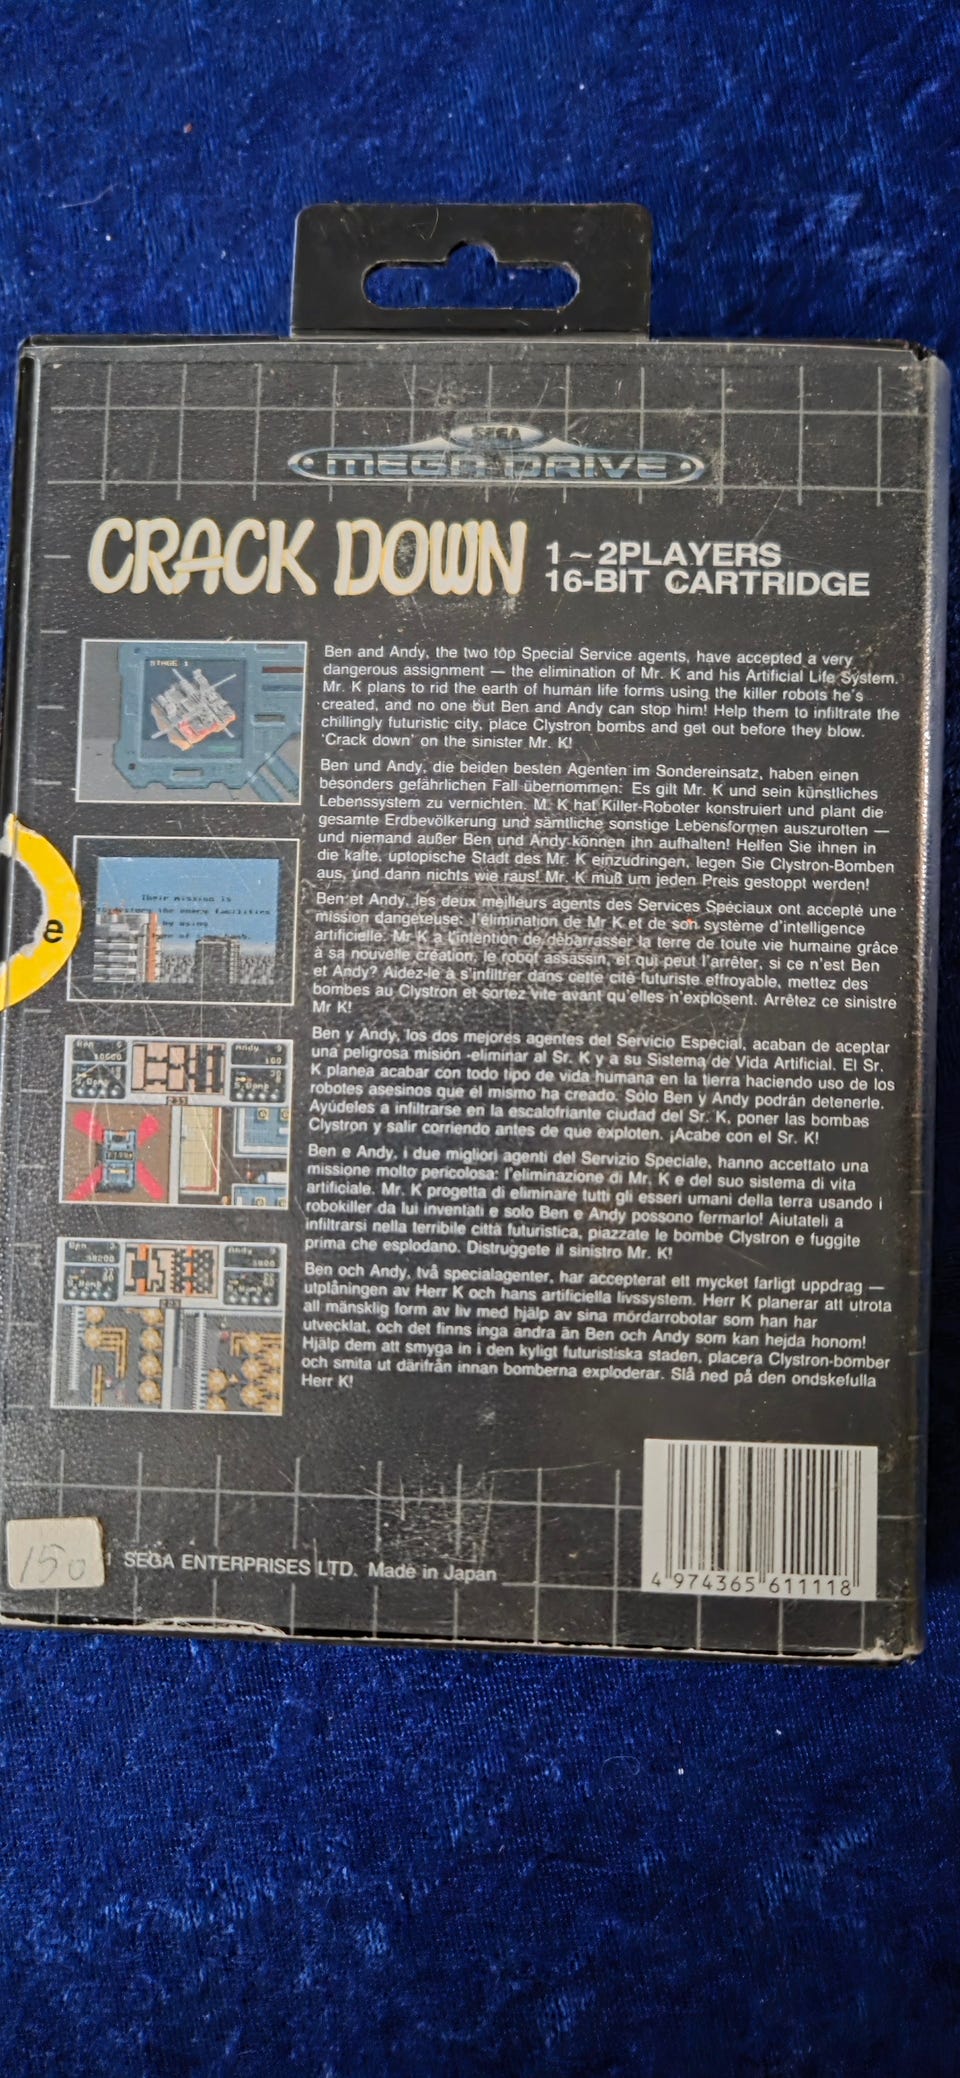 SEGA
MEGA DRIVE
CRACK DOWN
1~2PLAYERS
16-BIT CARTRIDGE
STAGE 1
Ben and Andy, the two top Special Service agents, have accepted a very
dangerous assignment — the elimination of Mr. K and his Artificial Life System.
Mr. K plans to rid the earth of human life forms using the killer robots he's
created, and no one but Ben and Andy can stop him! Help them to infiltrate the
chillingly futuristic city, place Clystron bombs and get out before they blow.
'Crack down' on the sinister Mr. K!
Ben und Andy, die beiden besten Agenten im Sondereinsatz, haben einen
besonders gefährlichen Fall übernommen: Es gilt Mr. K und sein künstliches
Lebenssystem zu vernichten. M. K hat Killer-Roboter konstruiert und plant die
gesamte Erdbevölkerung und sämtliche sonstige Lebensformen auszurotten —
und niemand außer Ben und Andy können ihn aufhalten! Helfen Sie ihnen in
die kalte, uptopische Stadt des Mr. K einzudringen, legen Sie Clystron-Bomben
aus, und dann nichts wie raus! Mr. K muß um jeden Preis gestoppt werden!
Their mission is
to destroy the enemy facilities
by using
type of time bomb.
e
Ben et Andy, les deux meilleurs agents des Services Spéciaux ont accepté une
mission dangexeuse: l'élimination de Mr K et de son système d'intelligence
artificielle. Mr K a l'intention de débarrasser la terre de toute vie humaine grâce
à sa nouvelle création, le robot assassin, et qui peut l'arrêter, si ce n'est Ben
et Andy? Aidez-le à s'infiltrer dans cette cité futuriste effroyable, mettez des
bombes au Clystron et sortez vite avant qu'elles n'explosent. Arrêtez ce sinistre
Mr K!
Ben y Andy, los dos mejores agentes del Servicio Especial, acaban de aceptar
una peligrosa misión -eliminar al Sr. K y a su Sistema de Vida Artificial. El Sr.
K planea acabar con todo tipo de vida humana en la tierra haciendo uso de los
robotes asesinos que él mismo ha creado. Sólo Ben y Andy podrán detenerle.
Ayúdeles a infiltrarse en la escalofriante ciudad del Sr. K, poner las bombas
Clystron y salir corriendo antes de que exploten. ¡Acabe con el Sr. K!
Ben e Andy, i due migliori agenti del Servizio Speciale, hanno accettato una
missione molto pericolosa: l'eliminazione di Mr. K e del suo sistema di vita
artificiale. Mr. K progetta di eliminare tutti gli esseri umani della terra usando i
robokiller da lui inventati e solo Ben e Andy possono fermarlo! Aiutateli a
infiltrarsi nella terribile città futuristica, piazzate le bombe Clystron e fuggite
prima che esplodano. Distruggete il sinistro Mr. K!
Ben och Andy, två specialagenter, har accepterat ett mycket farligt uppdrag —
utplåningen av Herr K och hans artificiella livssystem. Herr K planerar att utrota
all mänsklig form av liv med hjälp av sina mördarrobotar som han har
utvecklat, och det finns inga andra än Ben och Andy som kan hejda honom!
Hjälp dem att smyga in i den kyligt futuristiska staden, placera Clystron-bomber
och smita ut därifrån innan bomberna exploderar. Slå ned på den ondskefulla
Herr K!
150
SEGA ENTERPRISES LTD. Made in Japan
4 974365 611118